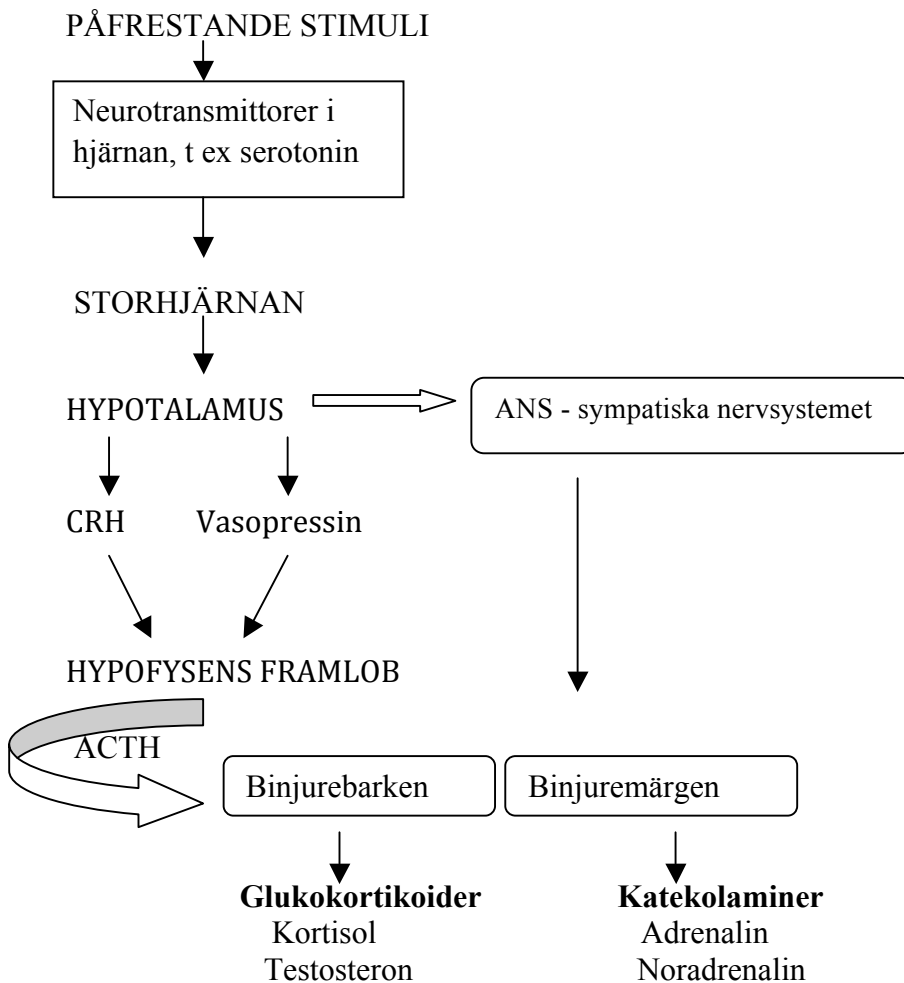 PÅFRESTANDE STIMULI
Neurotransmittorer i
hjärnan, t ex serotonin
STORHJÄRNAN
HYPOTALAMUS
ANS - sympatiska nervsystemet
CRH
Vasopressin
HYPOFYSENS FRAMLOB
ACTH
Binjurebarken
Binjuremärgen
Glukokortikoider
Kortisol
Testosteron
Katekolaminer
Adrenalin
Noradrenalin